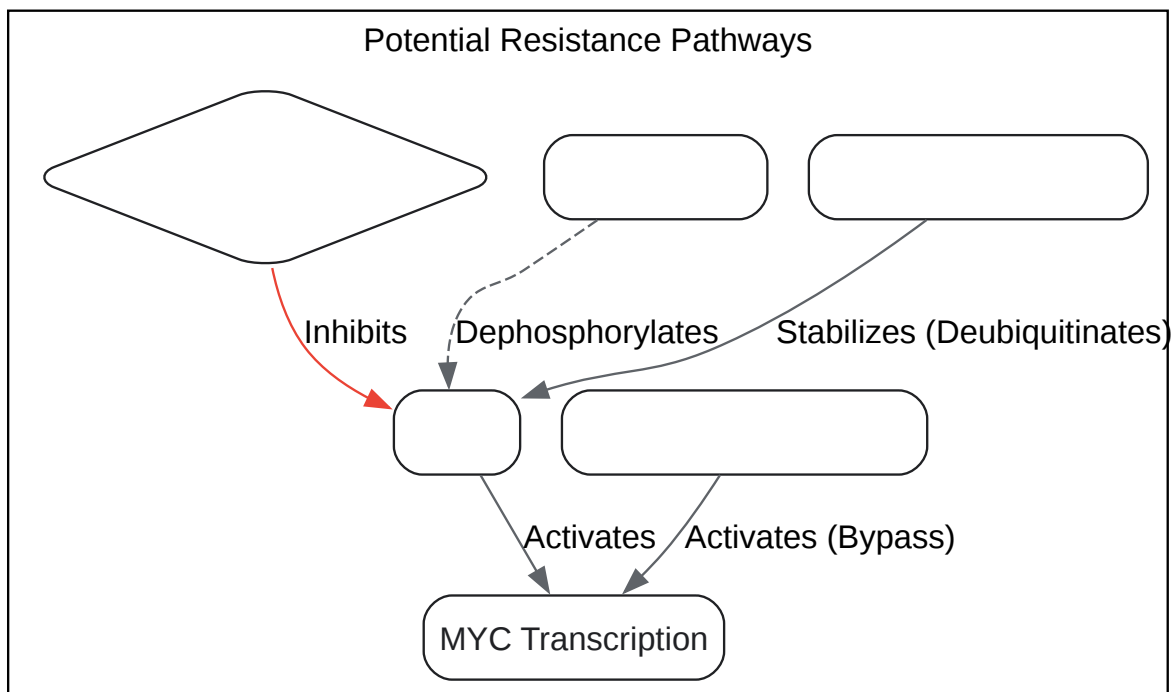 Potential Resistance Pathways
Inhibits
Dephosphorylates
Stabilizes (Deubiquitinates)
Activates
Activates (Bypass)
MYC Transcription